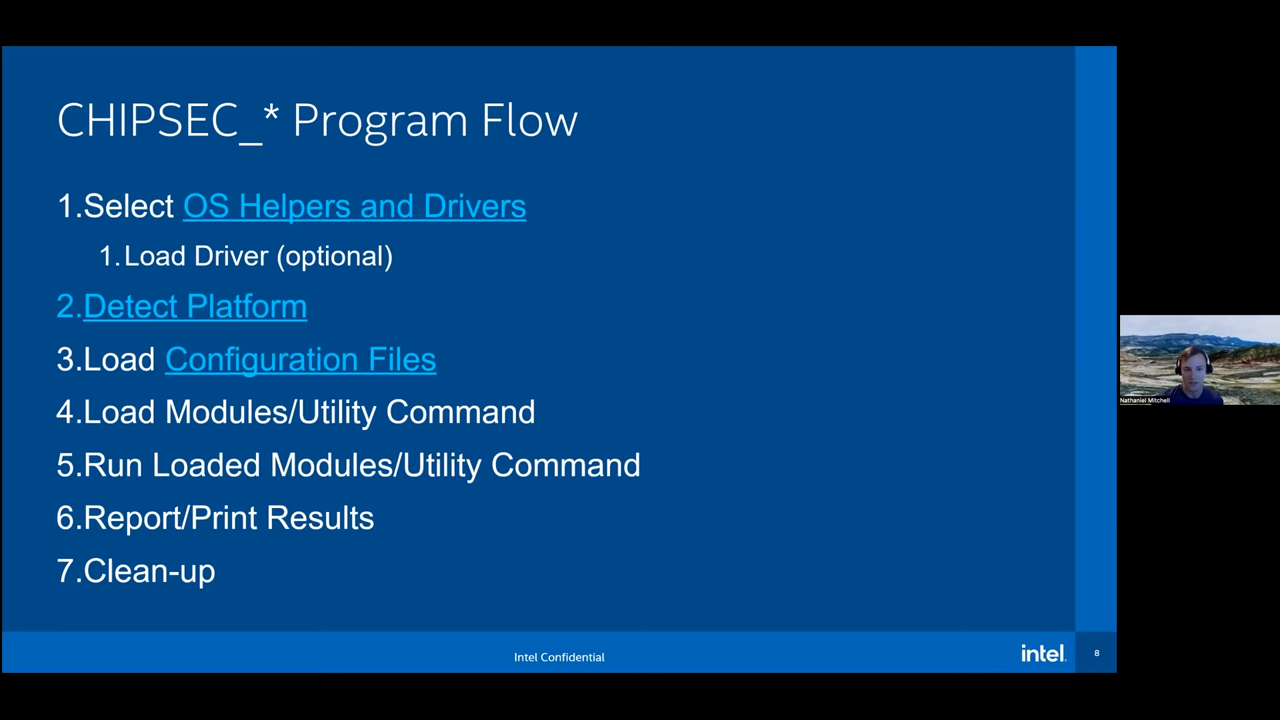 CHIPSEC_* Program Flow
1.Select OS Helpers and Drivers
1.Load Driver (optional)
2.Detect Platform
3.Load Configuration Files
4.Load Modules/Utility Command
5.Run Loaded Modules/Utility Command
6.Report/Print Results
7.Clean-up
Nathaniel Mitchell
Intel Confidential
intel.
8